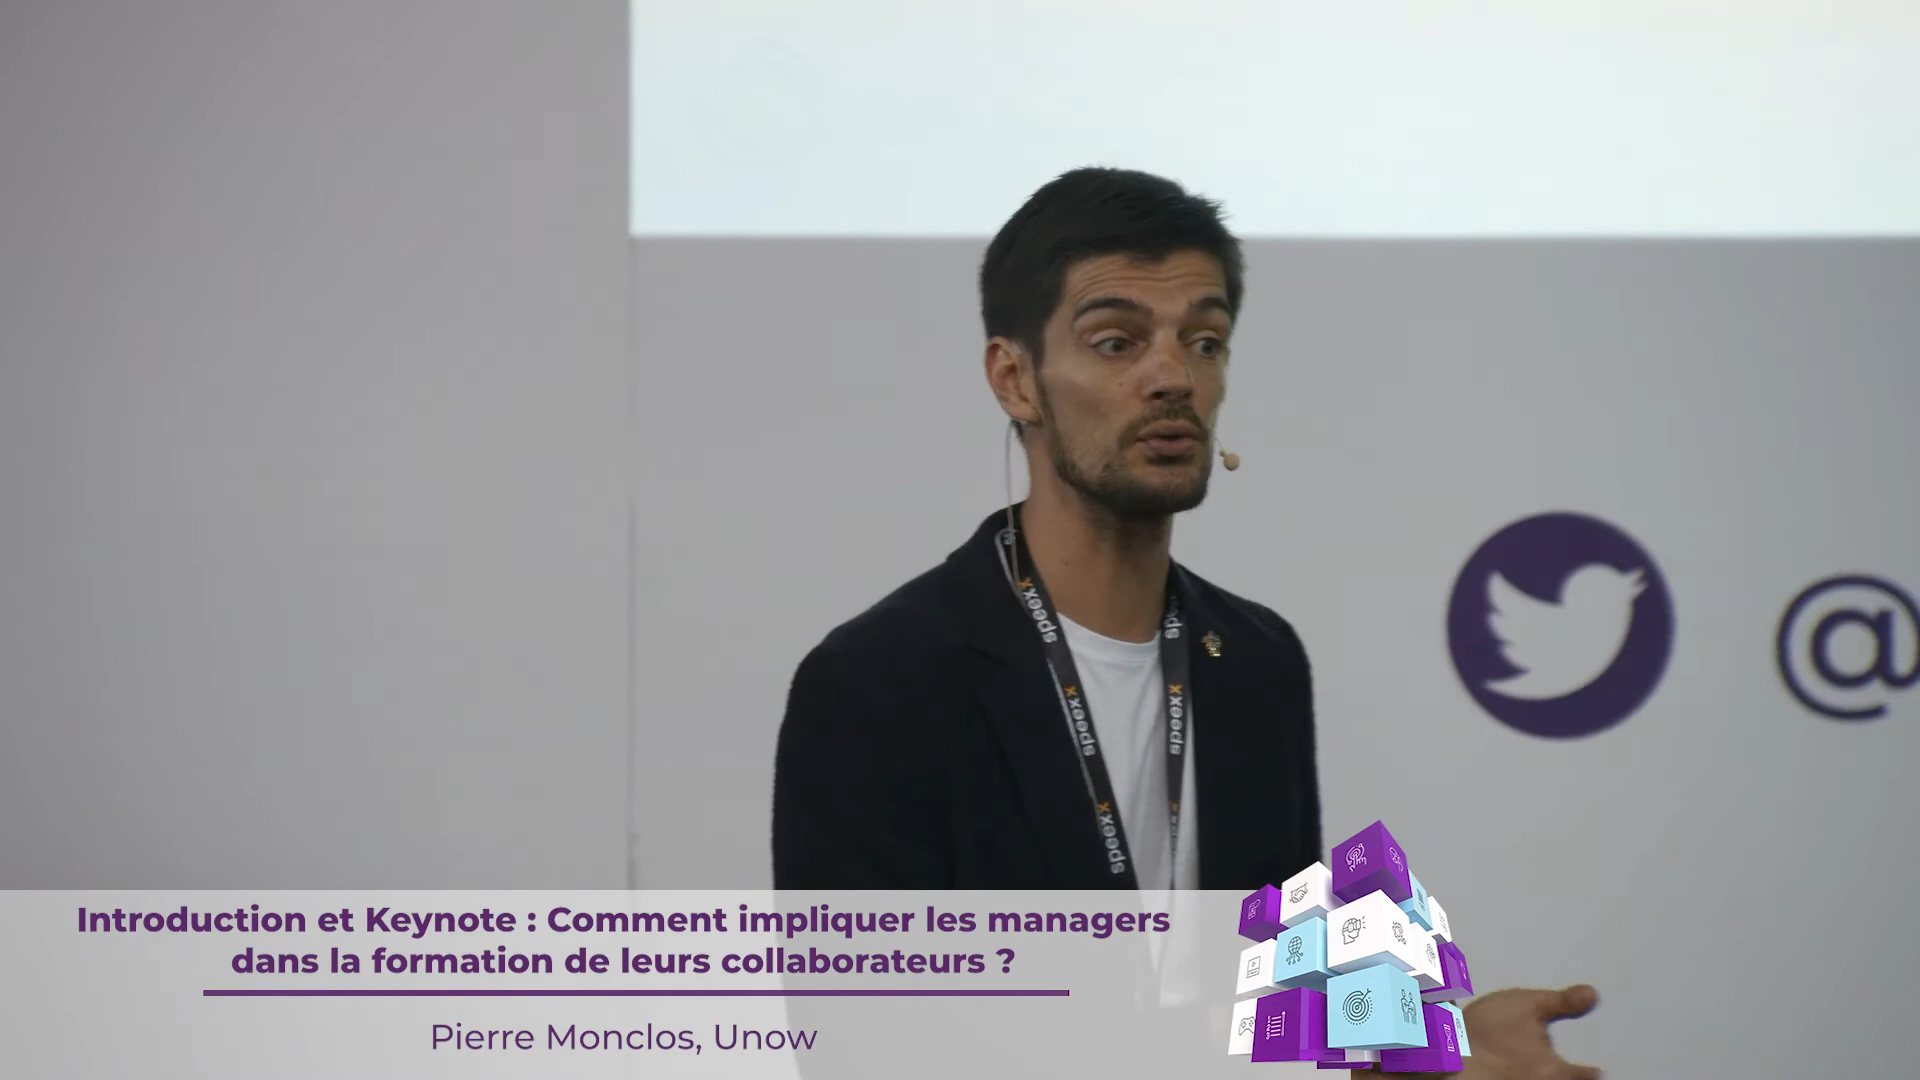 @
speexx
speexx
speexx
speexx
Introduction et Keynote : Comment impliquer les managers
dans la formation de leurs collaborateurs ?
Pierre Monclos, Unow